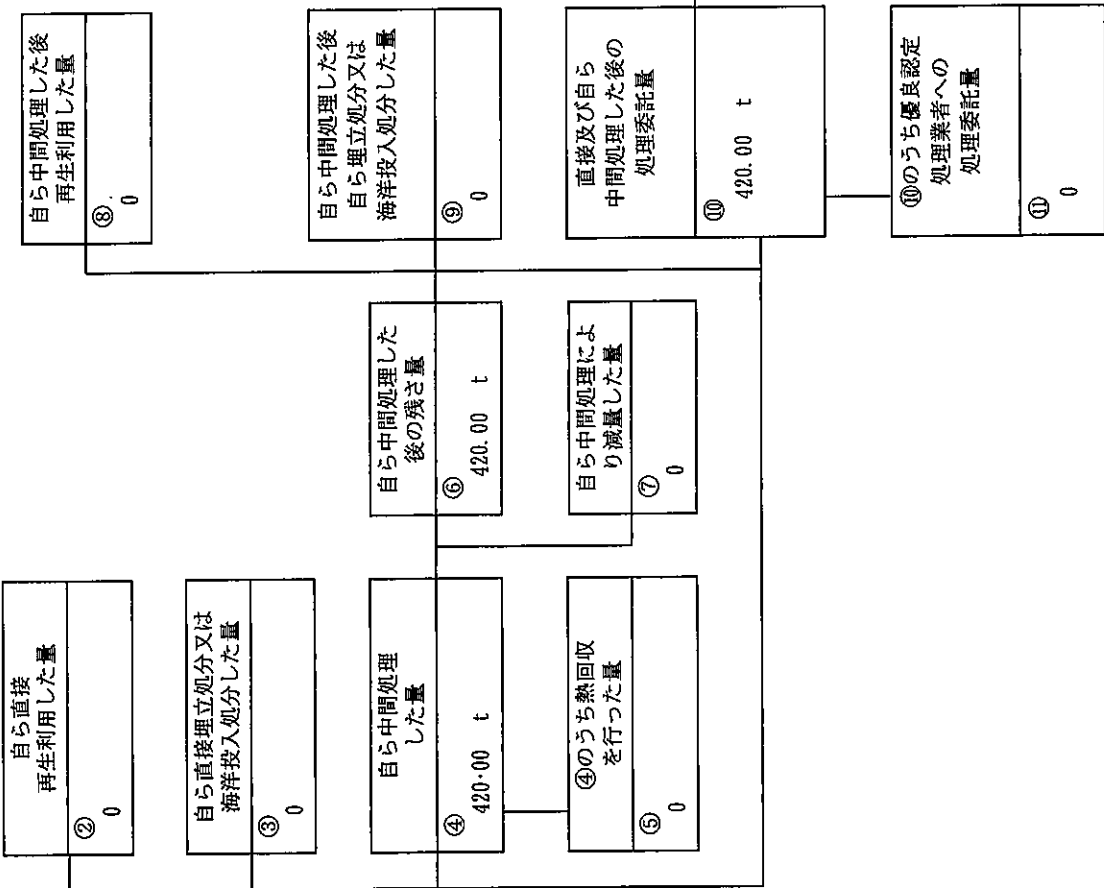 自ら直接
再生利用した量
②
0
自ら直接埋立処分又は
海洋投入処分した量
③
0
自ら中間処理
した量
④
420.00 t
④のうち熱回収
を行った量
⑤
0
自ら中間処理した
後の残さ量
⑥
420.00 t
自ら中間処理によ
り減量した量
⑦
0
自ら中間処理した後
再生利用した量
⑧.
0
自ら中間処理した後
自ら埋立処分又は
海洋投入処分した量
⑨
0
直接及び自ら
中間処理した後の
処理委託量
⑩
420.00 t
⑩のうち優良認定
処理業者への
処理委託量
⑪
0